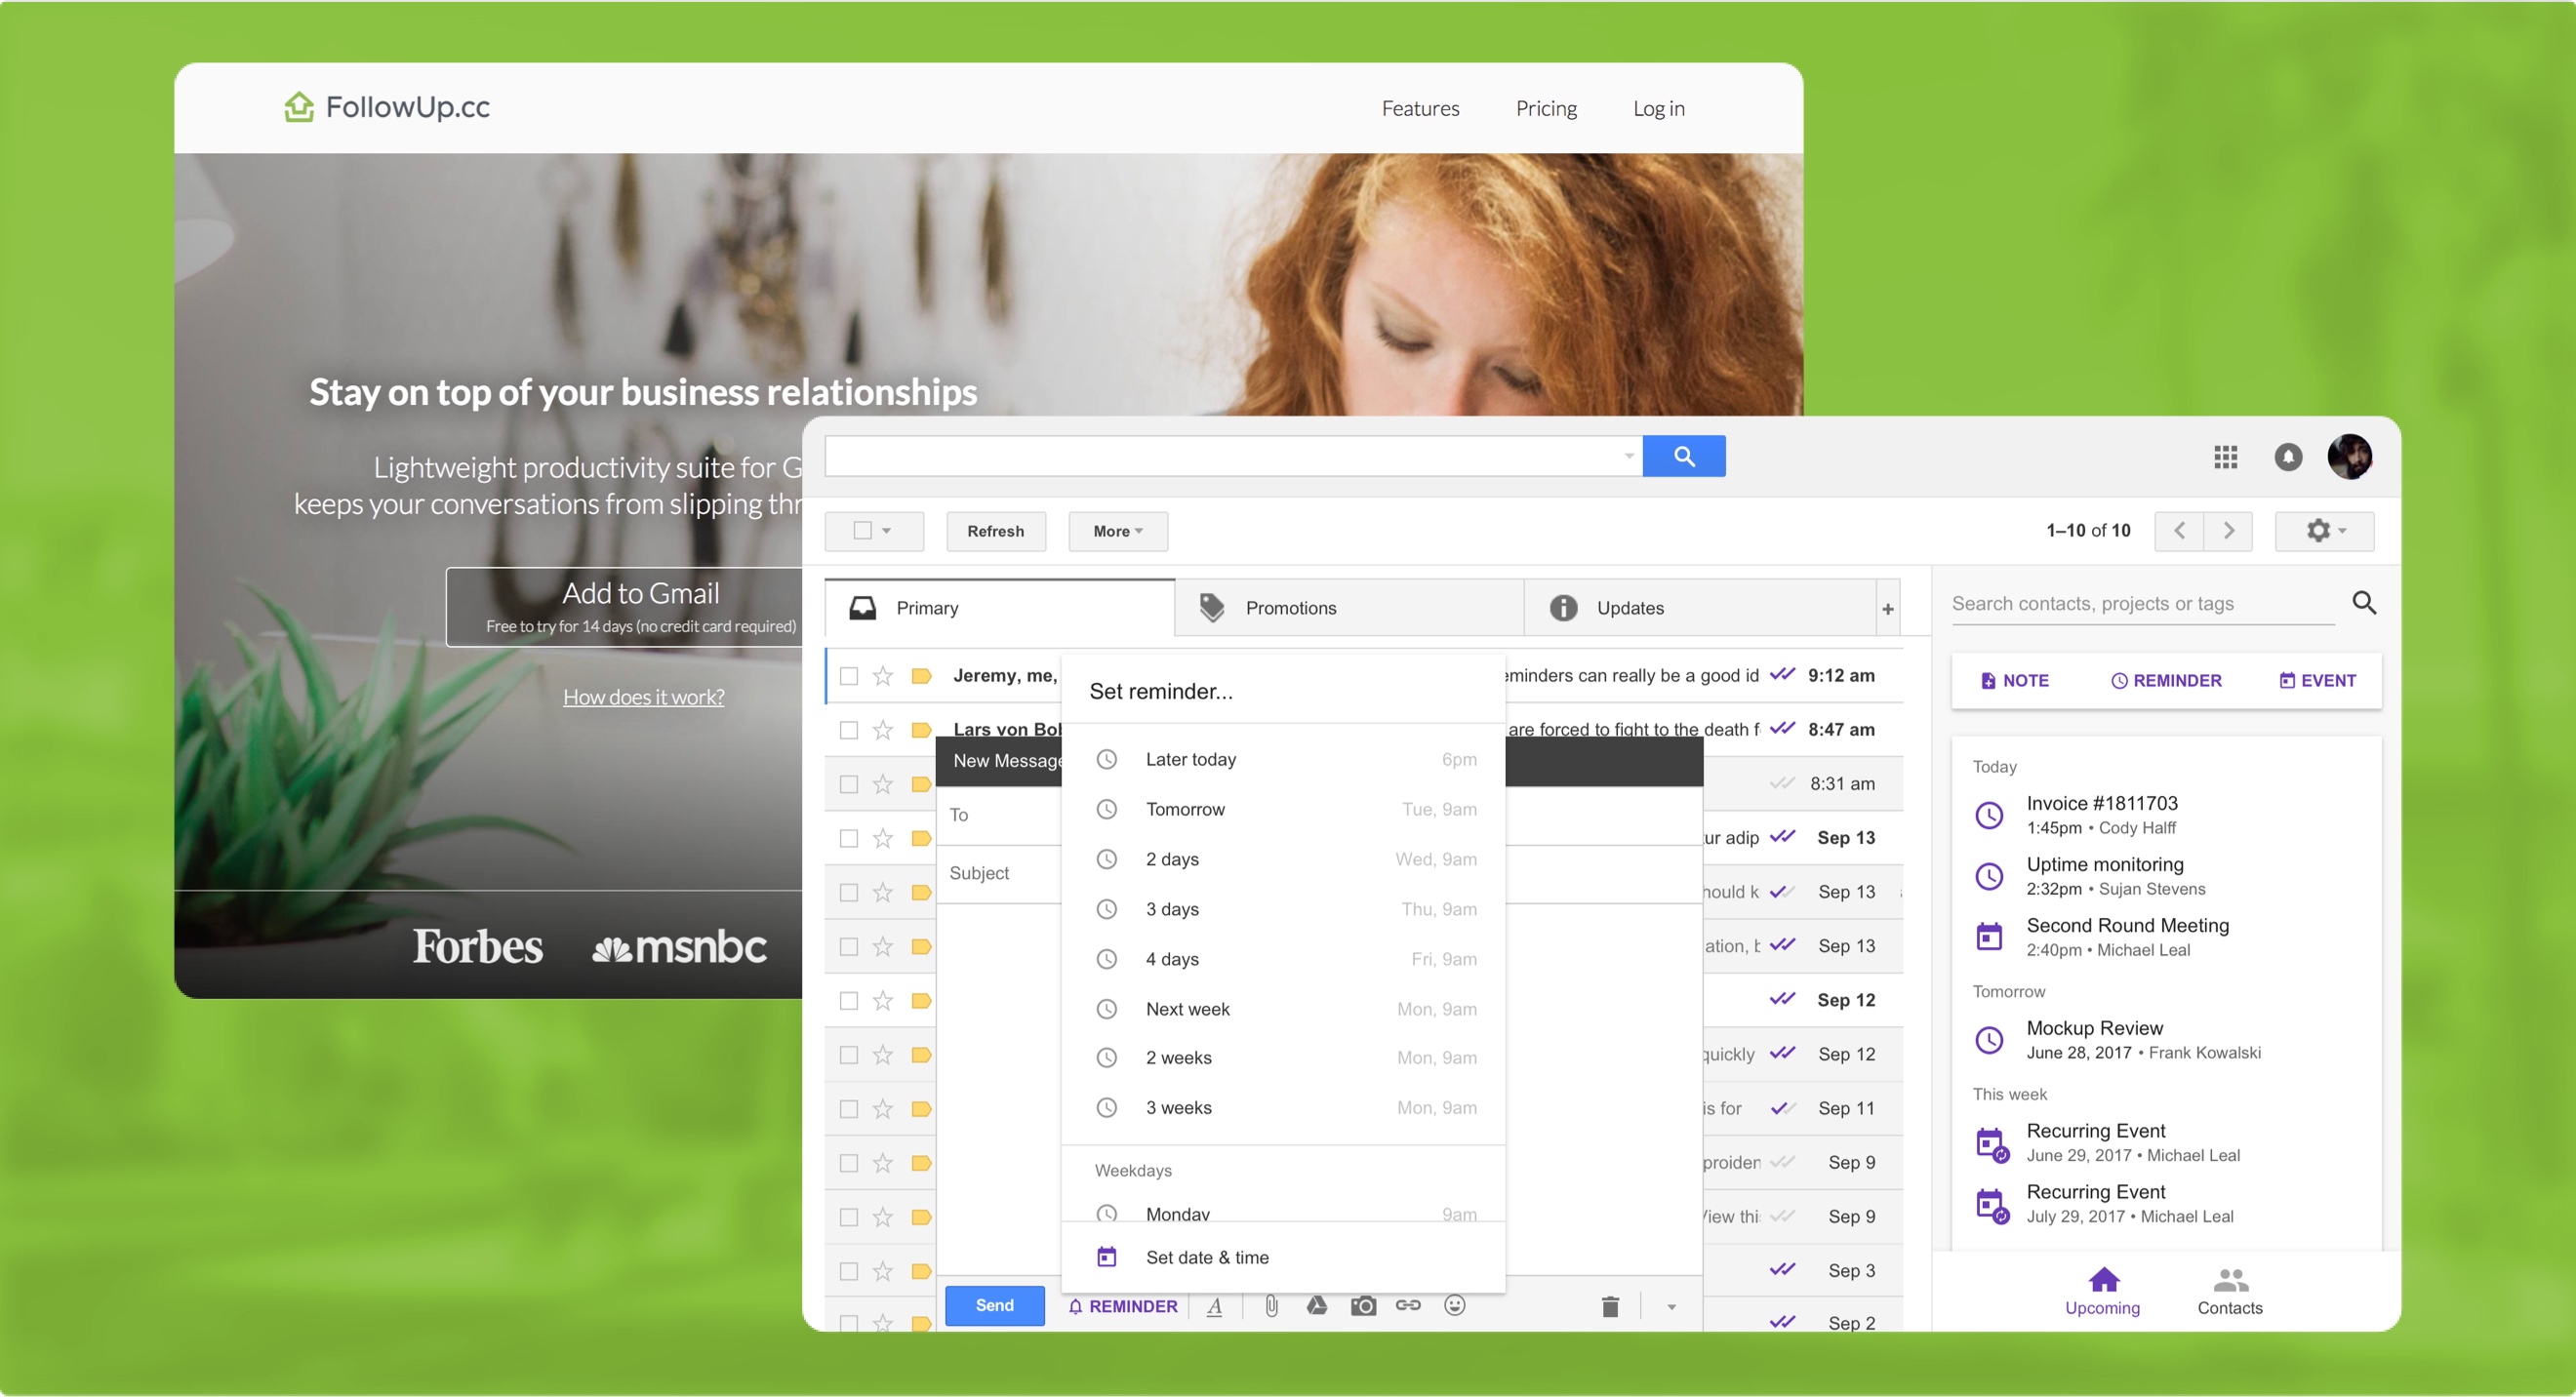 FollowUp.cc
Features Pricing Log in
Stay on top of your business relationships
Lightweight productivity suite for G
keeps your conversations from slipping thr
Add to Gmail
Free to try for 14 days (no credit card required)
How does it work?
Forbes msnbc
Refresh More 1–10 of 10
Primary Promotions Updates +
Jeremy, me, eminders can really be a good id 9:12 am
Lars von Bol are forced to fight to the death f 8:47 am
8:31 am
ur adip Sep 13
hould k Sep 13
ation, b Sep 13
Sep 12
quickly Sep 12
is for Sep 11
proiden Sep 9
View this Sep 9
Sep 3
Sep 2
New Message
To
Subject
Set reminder...
Later today 6pm
Tomorrow Tue, 9am
2 days Wed, 9am
3 days Thu, 9am
4 days Fri, 9am
Next week Mon, 9am
2 weeks Mon, 9am
3 weeks Mon, 9am
Weekdays
Monday 9am
Set date & time
Send REMINDER A
Search contacts, projects or tags
NOTE REMINDER EVENT
Today
Invoice #1811703
1:45pm • Cody Halff
Uptime monitoring
2:32pm • Sujan Stevens
Second Round Meeting
2:40pm • Michael Leal
Tomorrow
Mockup Review
June 28, 2017 • Frank Kowalski
This week
Recurring Event
June 29, 2017 • Michael Leal
Recurring Event
July 29, 2017 • Michael Leal
Upcoming Contacts